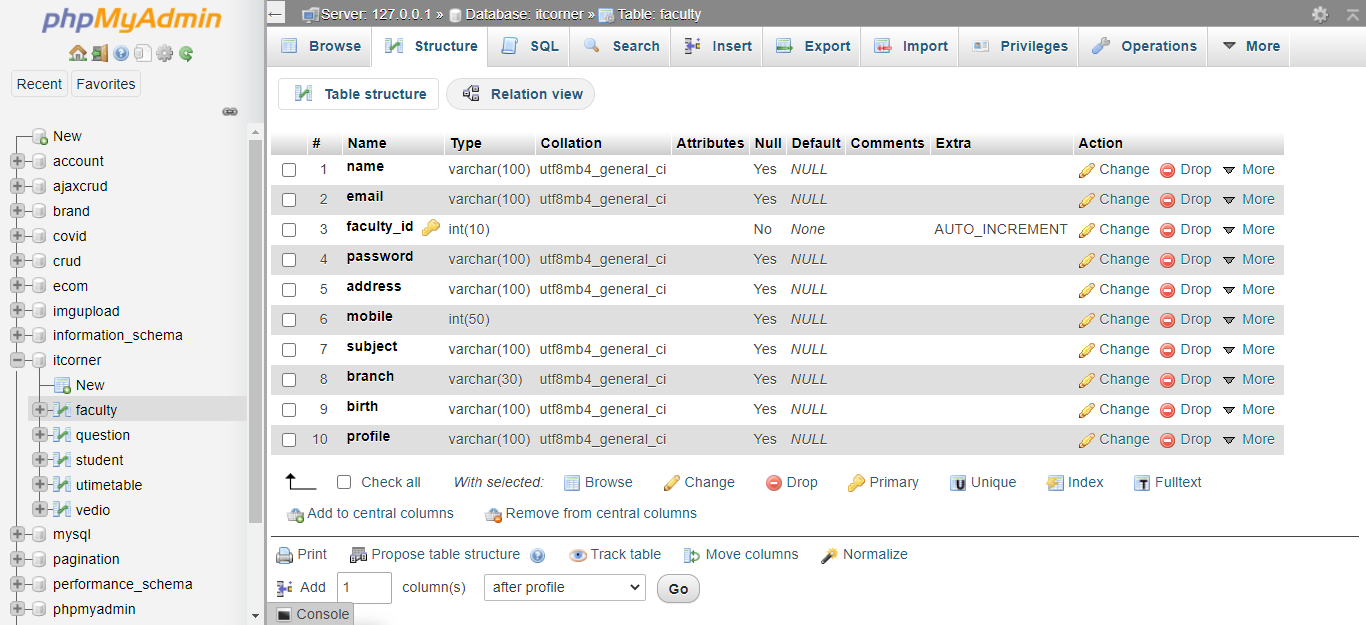 phpMyAdmin
Recent Favorites
New
account
ajaxcrud
brand
covid
crud
ecom
imgupload
information_schema
itcorner
New
faculty
question
student
utimetable
vedio
mysql
pagination
performance_schema
phpmyadmin
Server: 127.0.0.1 » Database: itcorner » Table: faculty
Browse Structure SQL Search Insert Export Import Privileges Operations More
Table structure Relation view
# Name Type Collation Attributes Null Default Comments Extra Action
1 name varchar(100) utf8mb4_general_ci Yes NULL Change Drop More
2 email varchar(100) utf8mb4_general_ci Yes NULL Change Drop More
3 faculty_id int(10) No None AUTO_INCREMENT Change Drop More
4 password varchar(100) utf8mb4_general_ci Yes NULL Change Drop More
5 address varchar(100) utf8mb4_general_ci Yes NULL Change Drop More
6 mobile int(50) Yes NULL Change Drop More
7 subject varchar(100) utf8mb4_general_ci Yes NULL Change Drop More
8 branch varchar(30) utf8mb4_general_ci Yes NULL Change Drop More
9 birth varchar(100) utf8mb4_general_ci Yes NULL Change Drop More
10 profile varchar(100) utf8mb4_general_ci Yes NULL Change Drop More
Check all With selected: Browse Change Drop Primary Unique Index Fulltext
Add to central columns Remove from central columns
Print Propose table structure Track table Move columns Normalize
Add 1 column(s) after profile Go
Console